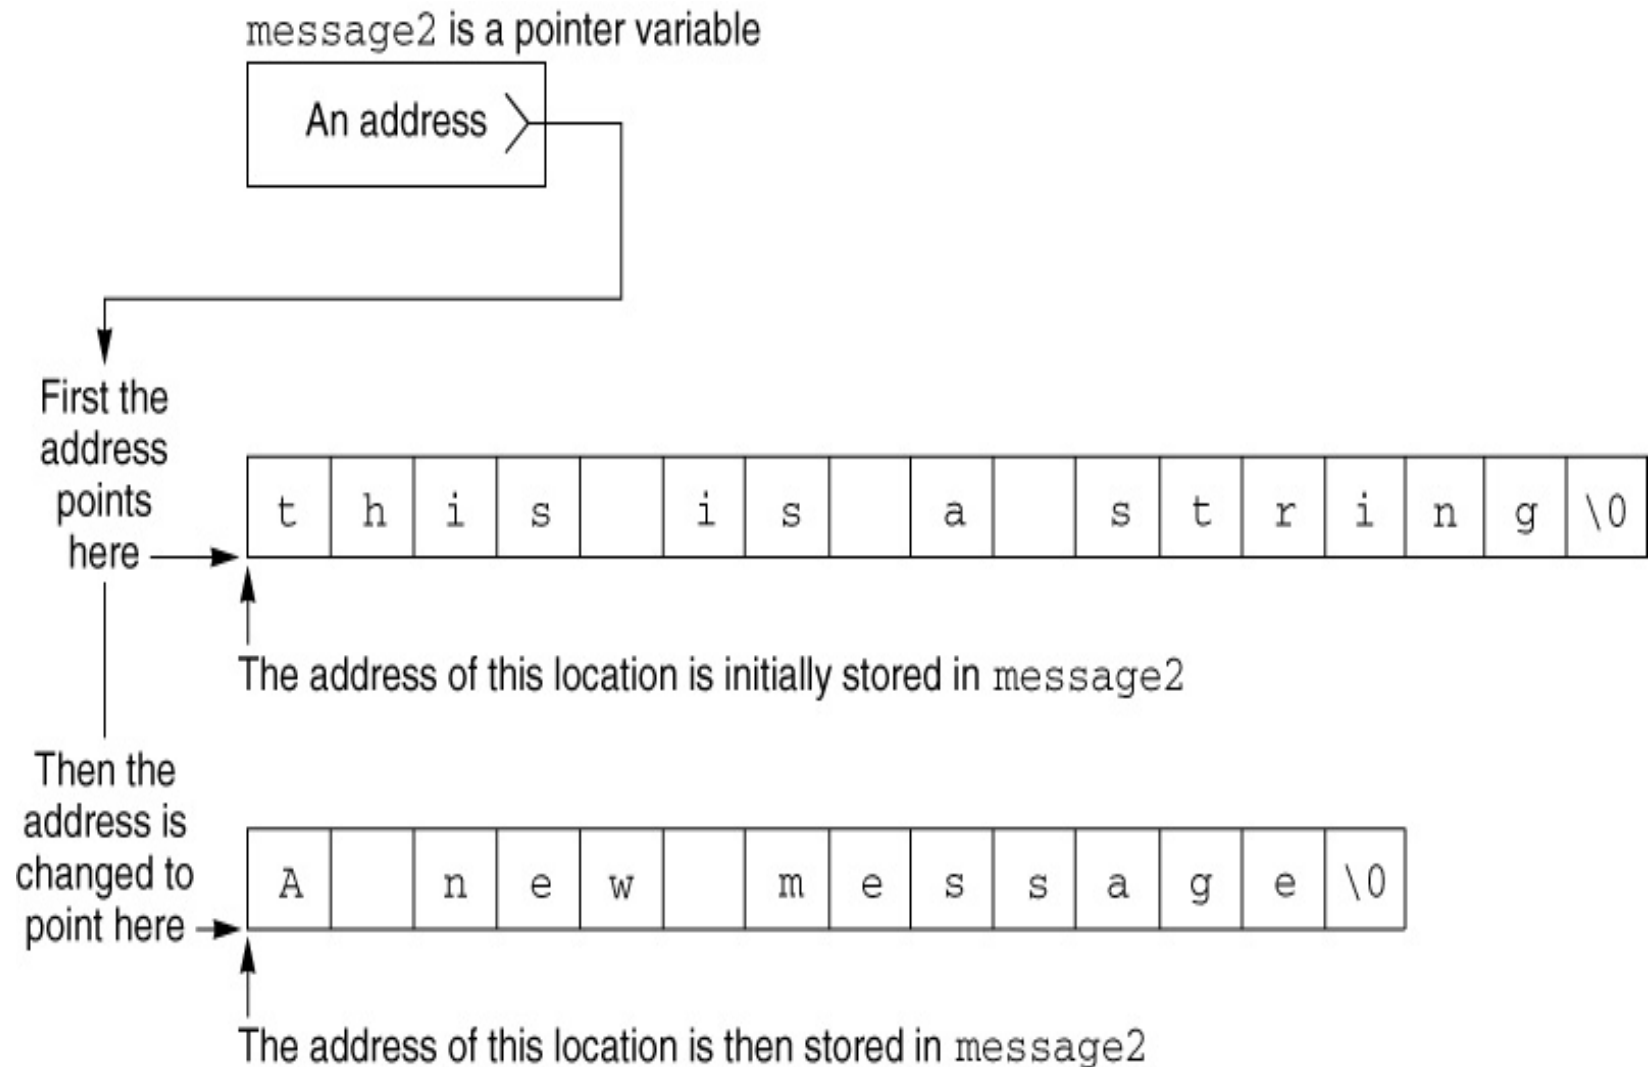 message2 is a pointer variable
An address
First the
address
points
here
t h i s   i s   a   s t r i n g \0
The address of this location is initially stored in message2
Then the
address is
changed to
point here
A   n e w   m e s s a g e \0
The address of this location is then stored in message2